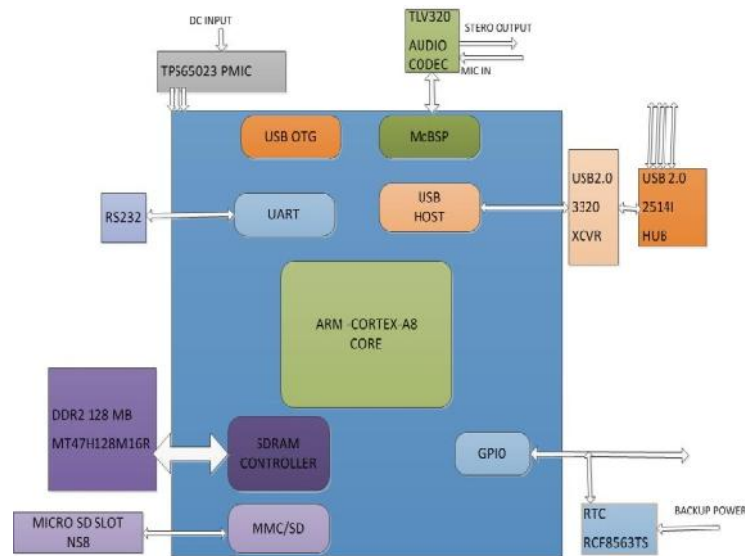 DC INPUT
TPS65023 PMIC
TLV320
AUDIO
CODEC
STERO OUTPUT
MIC IN
USB OTG
McBSP
RS232
UART
USB
HOST
USB2.0
3320
XCVR
USB 2.0
2514I
HUB
ARM -CORTEX-A8
CORE
DDR2 128 MB
MT47H128M16R
SDRAM
CONTROLLER
GPIO
MICRO SD SLOT
NS8
MMC/SD
RTC
RCF8563TS
BACKUP POWER